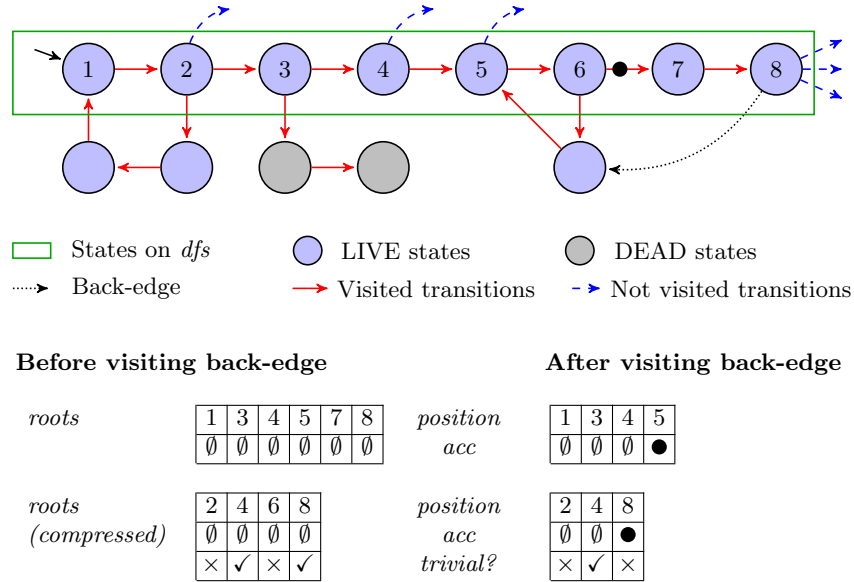 1 2 3 4 5 6 7 8
States on dfs LIVE states DEAD states
Back-edge Visited transitions Not visited transitions
Before visiting back-edge After visiting back-edge
roots 1 3 4 5 7 8 position 1 3 4 5
∅ ∅ ∅ ∅ ∅ ∅ acc ∅ ∅ ∅ ●
roots 2 4 6 8 position 2 4 8
(compressed) ∅ ∅ ∅ ∅ acc ∅ ∅ ●
× ✓ × ✓ trivial? × ✓ ×